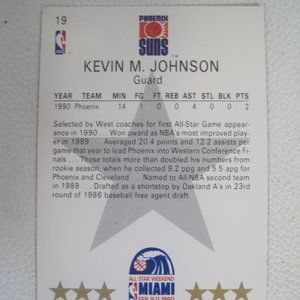 19
PHOENIX
SUNS
TM
NBA
KEVIN M. JOHNSON
Guard
YEAR TEAM MIN FG FT REB AST STL BLK PTS
1990 Phoenix 14 1 0 0 4 0 0 2
Selected by West coaches for first All-Star Game appear-
ance in 1990 . . . Won award as NBA's most improved play-
er in 1989 . . . Averaged 20.4 points and 12.2 assists per
game that year to lead Phoenix into Western Conference Fi-
nals . . . Those totals more than doubled his numbers from
rookie season, when he collected 9.2 ppg and 5.5 apg for
Phoenix and Cleveland . . . Named to All-NBA second team
in 1989 . . . Drafted as a shortstop by Oakland A's in 23rd
round of 1986 baseball free agent draft.
ALL-STAR WEEKEND
MIAMI
FEB. 8-11, 1990